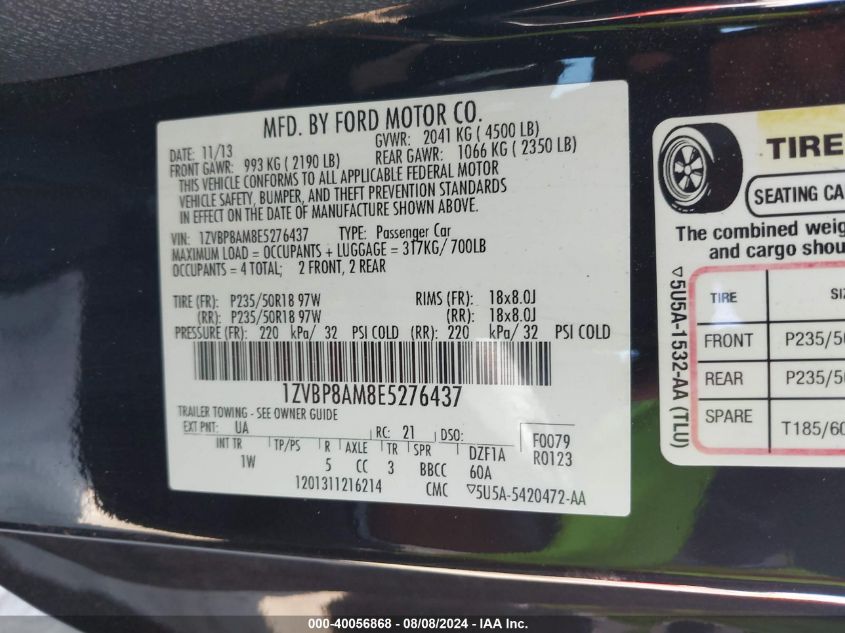 MFD. BY FORD MOTOR CO.
DATE: 11/13 GVWR: 2041 KG ( 4500 LB)
FRONT GAWR: 993 KG ( 2190 LB) REAR GAWR: 1066 KG ( 2350 LB)
THIS VEHICLE CONFORMS TO ALL APPLICABLE FEDERAL MOTOR
VEHICLE SAFETY, BUMPER, AND THEFT PREVENTION STANDARDS
IN EFFECT ON THE DATE OF MANUFACTURE SHOWN ABOVE.
VIN: 1ZVBP8AM8E5276437 TYPE: Passenger Car
MAXIMUM LOAD = OCCUPANTS + LUGGAGE = 317KG/ 700LB
OCCUPANTS = 4 TOTAL; 2 FRONT, 2 REAR
TIRE (FR): P235/50R18 97W RIMS (FR): 18x8.0J
(RR): P235/50R18 97W (RR): 18x8.0J
PRESSURE (FR): 220 kPa/ 32 PSI COLD (RR): 220 kPa/ 32 PSI COLD
1ZVBP8AM8E5276437
TRAILER TOWING - SEE OWNER GUIDE
EXT PNT: UA RC: 21 DSO: F0079
INT TR TP/PS R AXLE TR SPR DZF1A R0123
1W 5 CC 3 BBCC 60A
1201311216214 CMC ▽5U5A-5420472-AA
TIRE
SEATING CA
The combined weig
and cargo shou
▽5U5A-1532-AA (TLU)
TIRE SI
FRONT P235/50
REAR P235/50
SPARE T185/60
000-40056868 - 08/08/2024 - IAA Inc.